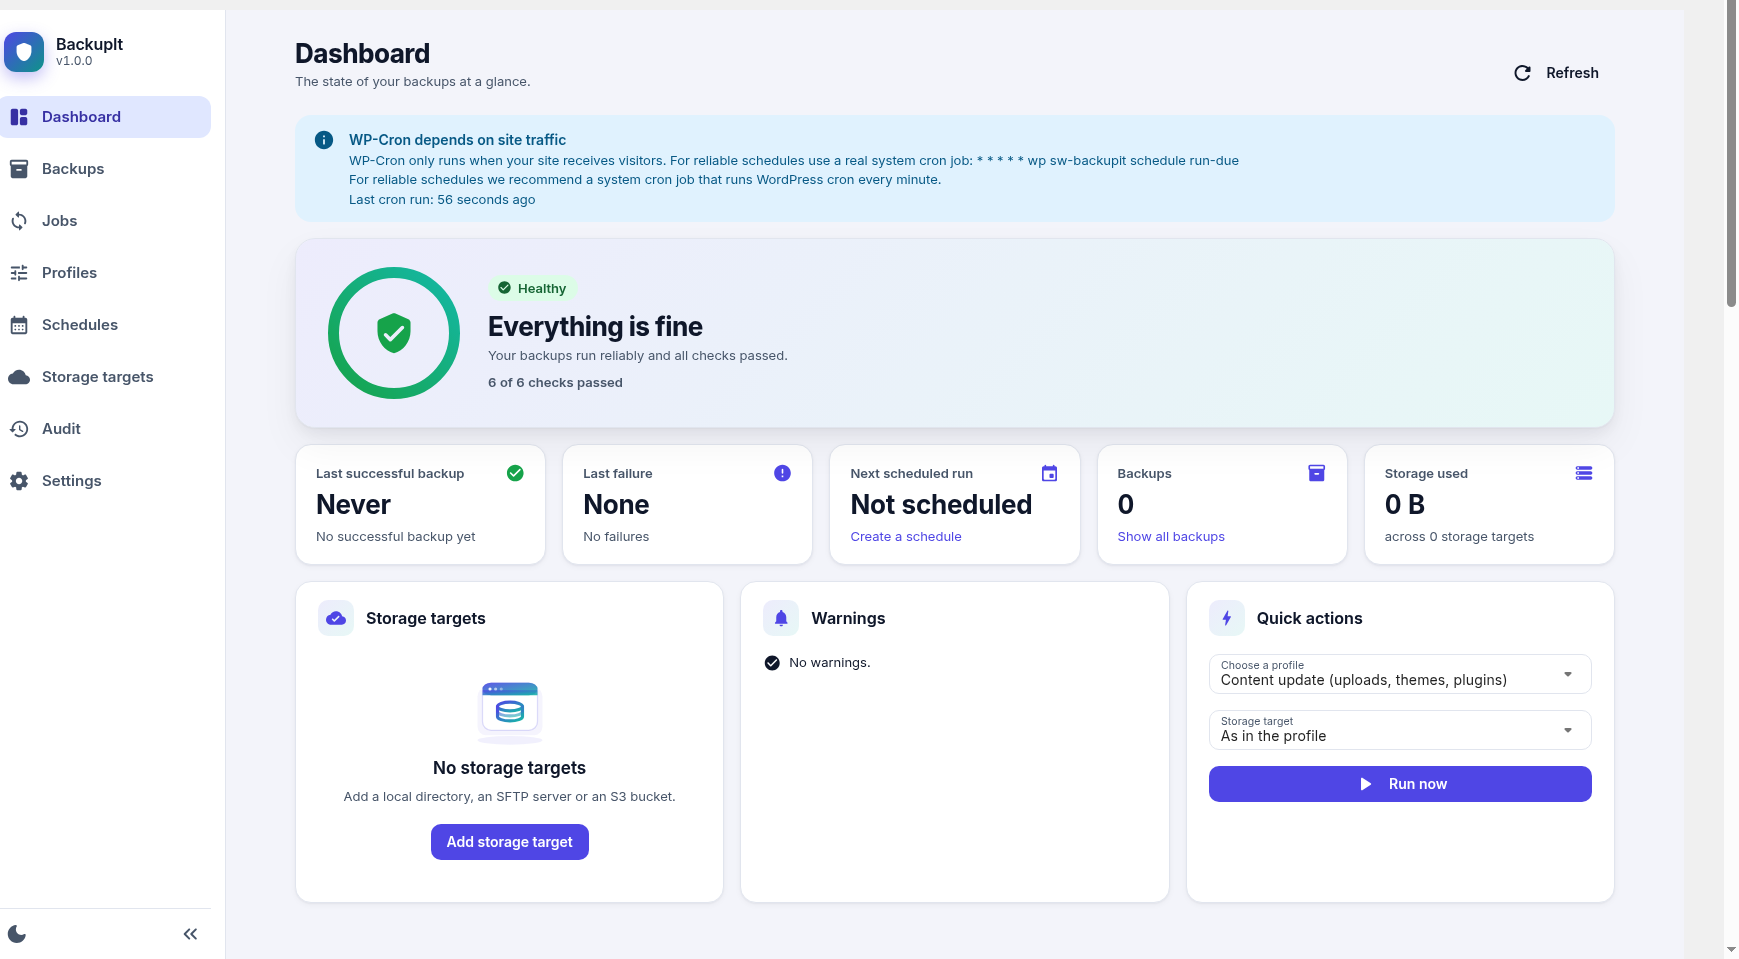 BackupIt
v1.0.0
Dashboard
Backups
Jobs
Profiles
Schedules
Storage targets
Audit
Settings
Dashboard
The state of your backups at a glance.
Refresh
WP-Cron depends on site traffic
WP-Cron only runs when your site receives visitors. For reliable schedules use a real system cron job: * * * * * wp sw-backupit schedule run-due
For reliable schedules we recommend a system cron job that runs WordPress cron every minute.
Last cron run: 56 seconds ago
Healthy
Everything is fine
Your backups run reliably and all checks passed.
6 of 6 checks passed
Last successful backup
Never
No successful backup yet
Last failure
None
No failures
Next scheduled run
Not scheduled
Create a schedule
Backups
0
Show all backups
Storage used
0 B
across 0 storage targets
Storage targets
No storage targets
Add a local directory, an SFTP server or an S3 bucket.
Add storage target
Warnings
No warnings.
Quick actions
Choose a profile
Content update (uploads, themes, plugins)
Storage target
As in the profile
Run now